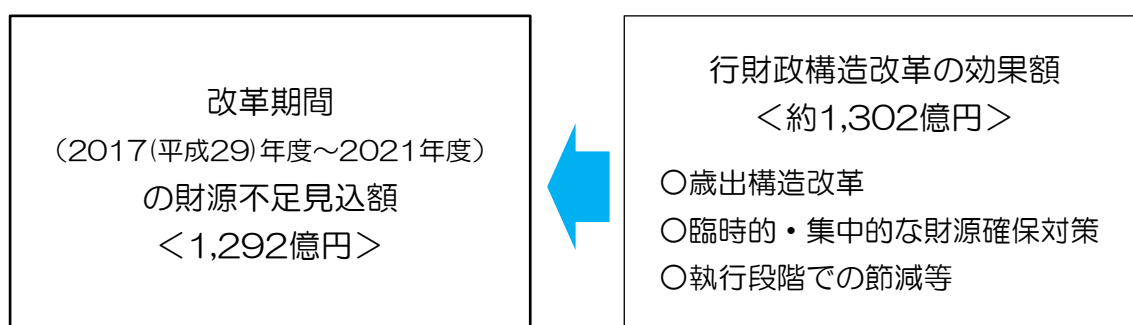 改革期間
（2017(平成29)年度～2021年度）
の財源不足見込額
＜1,292億円＞
行財政構造改革の効果額
＜約1,302億円＞
〇歳出構造改革
〇臨時的・集中的な財源確保対策
〇執行段階での節減等